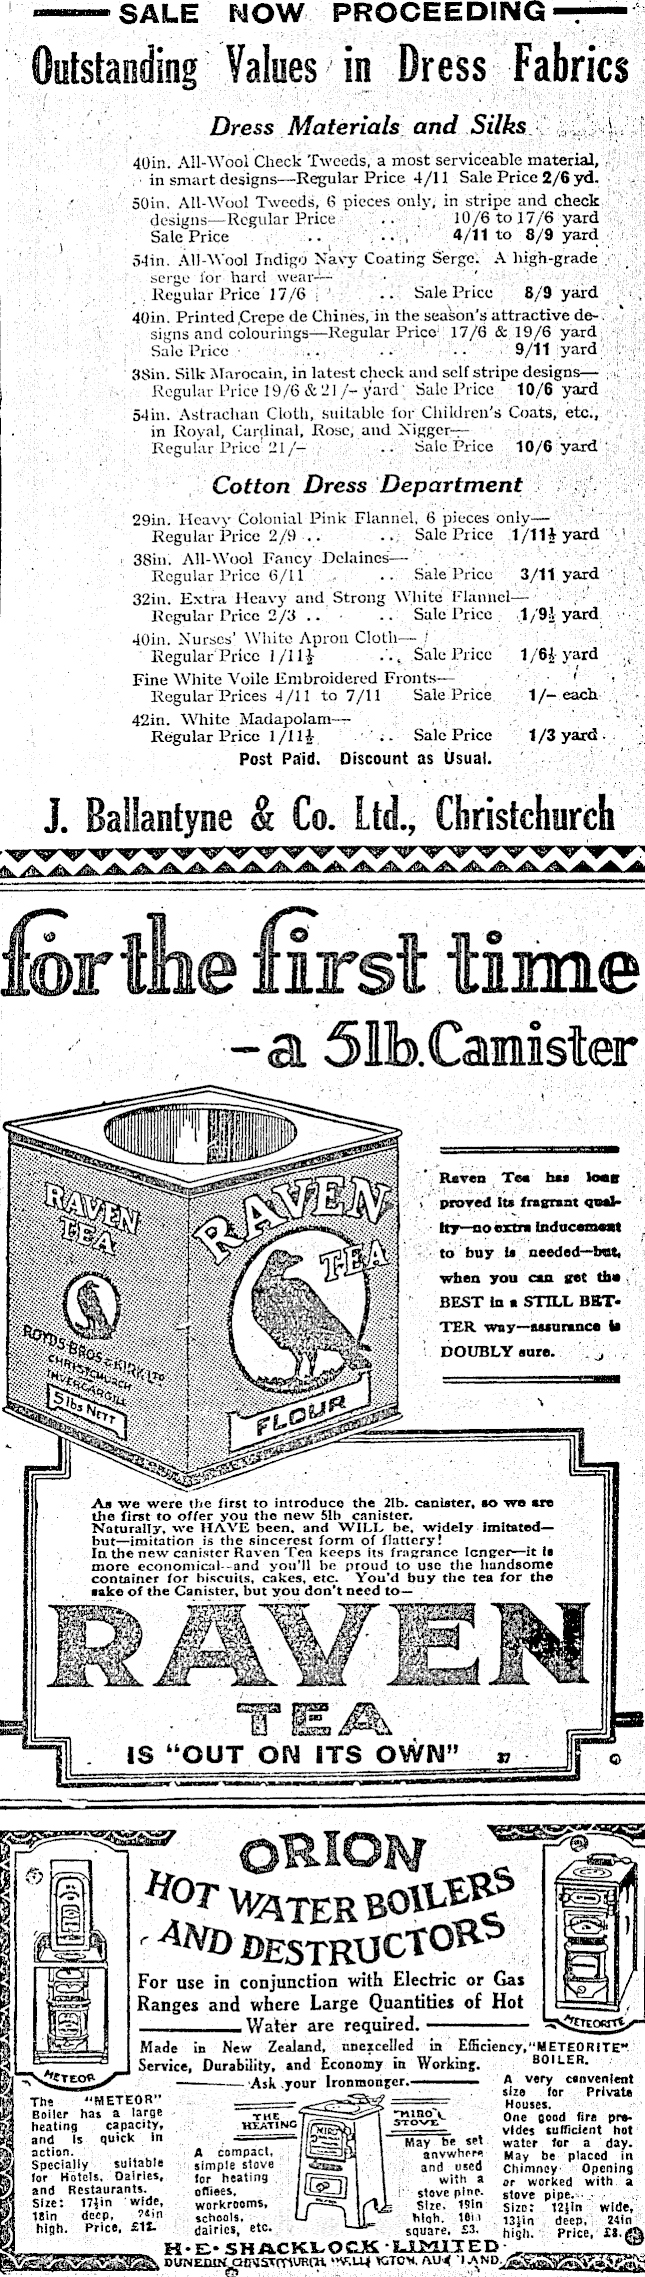 SALE NOW PROCEEDING
Outstanding Values in Dress Fabrics
Dress Materials and Silks
40in. All-Wool Check Tweeds, a most serviceable material,
in smart designs—Regular Price 4/11 Sale Price 2/6 yd.
50in. All-Wool Tweeds, 6 pieces only, in stripe and check
designs—Regular Price .. 10/6 to 17/6 yard
Sale Price .. .. 4/11 to 8/9 yard
54in. All-Wool Indigo Navy Coating Serge. A high-grade
serge for hard wear—
Regular Price 17/6 .. Sale Price 8/9 yard
40in. Printed Crepe de Chines, in the season's attractive de-
signs and colourings—Regular Price 17/6 & 19/6 yard
Sale Price .. .. .. 9/11 yard
38in. Silk Marocain, in latest check and self stripe designs—
Regular Price 19/6 & 21/- yard Sale Price 10/6 yard
54in. Astrachan Cloth, suitable for Children's Coats, etc.,
in Royal, Cardinal, Rose, and Nigger—
Regular Price 21/- .. Sale Price 10/6 yard
Cotton Dress Department
29in. Heavy Colonial Pink Flannel, 6 pieces only—
Regular Price 2/9 .. .. Sale Price 1/11½ yard
38in. All-Wool Fancy Delaines—
Regular Price 6/11 .. Sale Price 3/11 yard
32in. Extra Heavy and Strong White Flannel—
Regular Price 2/3 .. .. Sale Price 1/9½ yard
40in. Nurses' White Apron Cloth—
Regular Price 1/11½ .. Sale Price 1/6½ yard
Fine White Voile Embroidered Fronts—
Regular Prices 4/11 to 7/11 Sale Price 1/- each
42in. White Madapolam—
Regular Price 1/11½ .. Sale Price 1/3 yard
Post Paid. Discount as Usual.
J. Ballantyne & Co. Ltd., Christchurch
for the first time
-a 5lb. Canister
RAVEN
TEA
ROYDS BROS & KIRK LTD
CHRISTCHURCH
INVERCARGILL
5lbs NETT
RAVEN
TEA
FLOUR
Raven Tea has long
proved its fragrant qual-
ity—no extra inducement
to buy is needed—but,
when you can get the
BEST in a STILL BET-
TER way—assurance is
DOUBLY sure.
As we were the first to introduce the 2lb. canister, so we are
the first to offer you the new 5lb canister.
Naturally, we HAVE been, and WILL be, widely imitated—
but—imitation is the sincerest form of flattery!
In the new canister Raven Tea keeps its fragrance longer—it is
more economical—and you'll be proud to use the handsome
container for biscuits, cakes, etc. You'd buy the tea for the
sake of the Canister, but you don't need to—
RAVEN
TEA
IS "OUT ON ITS OWN" 37
ORION
HOT WATER BOILERS
AND DESTRUCTORS
For use in conjunction with Electric or Gas
Ranges and where Large Quantities of Hot
Water are required.
Made in New Zealand, unexcelled in Efficiency,
Service, Durability, and Economy in Working.
Ask your Ironmonger.
METEOR
The "METEOR"
Boiler has a large
heating capacity,
and is quick in
action.
Specially suitable
for Hotels, Dairies,
and Restaurants.
Size: 17½in wide,
18in deep, 24in
high. Price, £12.
THE HEATING
"MIRO" STOVE
A compact,
simple stove
for heating
offices,
workrooms,
schools,
dairies, etc.
May be set
anywhere
and used
with a
stove pipe.
Size, 19in
high, 16in
square, £3.
METEORITE
"METEORITE"
BOILER.
A very convenient
size for Private
Houses.
One good fire pro-
vides sufficient hot
water for a day.
May be placed in
Chimney Opening
or worked with a
stove pipe.
Size: 12½in wide,
13½in deep, 24in
high. Price, £8.
H·E·SHACKLOCK·LIMITED
DUNEDIN, CHRISTCHURCH, WELLINGTON, AUCKLAND.